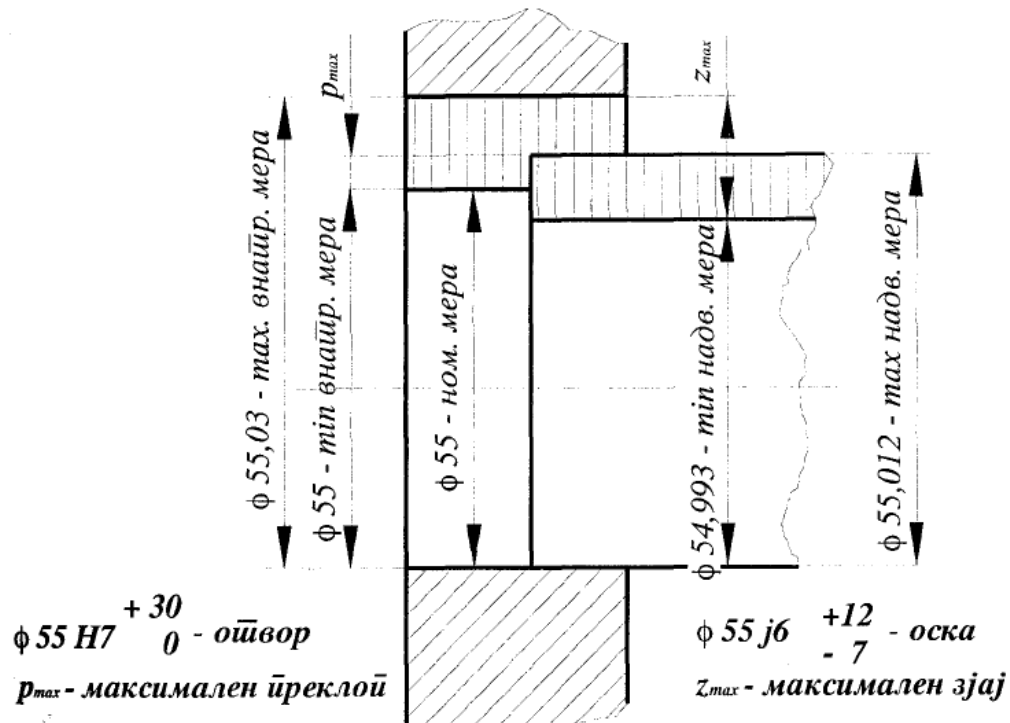 p_max
z_max
ϕ 55,03 - max. внатр. мера
ϕ 55 - min внатр. мера
ϕ 55 - ном. мера
ϕ 54,993 - min надв. мера
ϕ 55,012 - max надв. мера
ϕ 55 H7 +30 0 - отвор
p_max - максимален преклоп
ϕ 55 j6 +12 - 7 - оска
z_max - максимален зјај